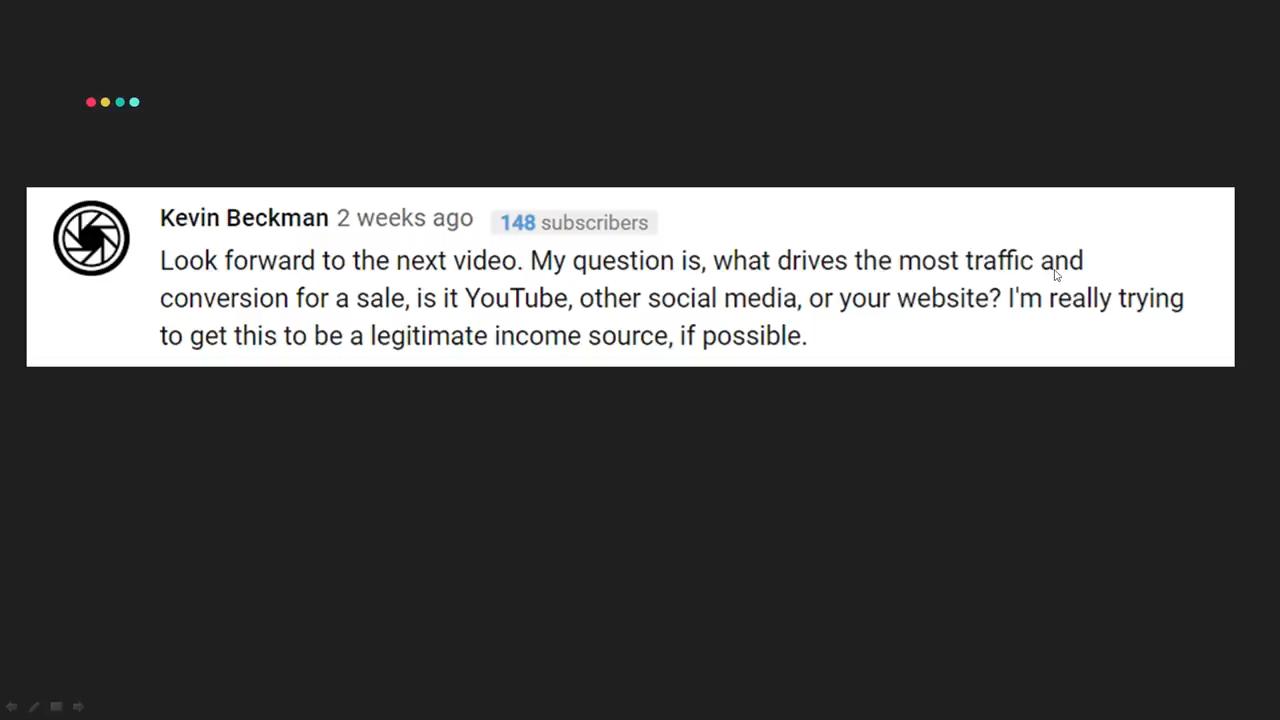 Kevin Beckman 2 weeks ago 148 subscribers
Look forward to the next video. My question is, what drives the most traffic and
conversion for a sale, is it YouTube, other social media, or your website? I'm really trying
to get this to be a legitimate income source, if possible.